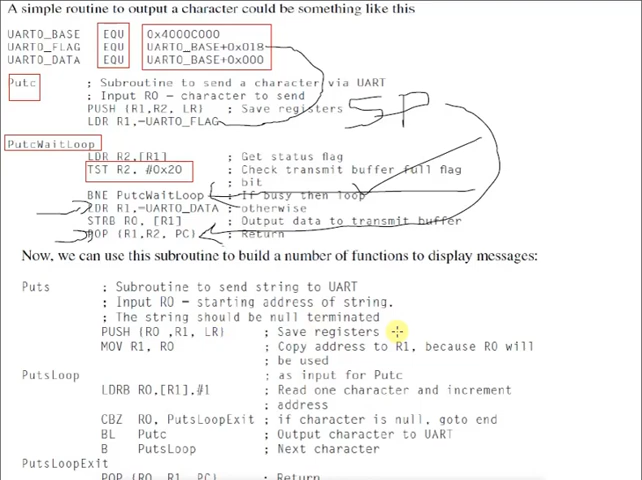 A simple routine to output a character could be something like this
UART0_BASE EQU 0x4000C000
UART0_FLAG EQU UART0_BASE+0x018
UART0_DATA EQU UART0_BASE+0x000
Putc ; Subroutine to send a character via UART
; Input R0 – character to send
PUSH {R1,R2, LR} ; Save registers
SP
LDR R1,=UART0_FLAG
PutcWaitLoop
LDR R2,[R1] ; Get status flag
TST R2, #0x20 ; Check transmit buffer full flag
; bit
BNE PutcWaitLoop ; If busy then loop
LDR R1,=UART0_DATA ; otherwise
STRB R0, [R1] ; Output data to transmit buffer
POP {R1,R2, PC} ; Return
Now, we can use this subroutine to build a number of functions to display messages:
Puts ; Subroutine to send string to UART
; Input R0 – starting address of string.
; The string should be null terminated
PUSH {R0 ,R1, LR} ; Save registers
MOV R1, R0 ; Copy address to R1, because R0 will
; be used
PutsLoop ; as input for Putc
LDRB R0,[R1],#1 ; Read one character and increment
; address
CBZ R0, PutsLoopExit ; if character is null, goto end
BL Putc ; Output character to UART
B PutsLoop ; Next character
PutsLoopExit
POP {R0, R1, PC} ; Return